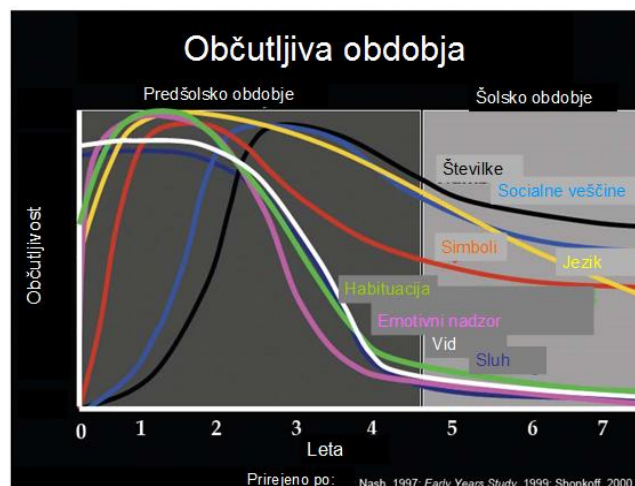 Občutljiva obdobja
Predšolsko obdobje
Šolsko obdobje
Občutljivost
Številke
Socialne veščine
Simboli
Jezik
Habituacija
Emotivni nadzor
Vid
Sluh
0 1 2 3 4 5 6 7
Leta
Prirejeno po: Nash, 1997; Early Years Study, 1999; Shonkoff, 2000